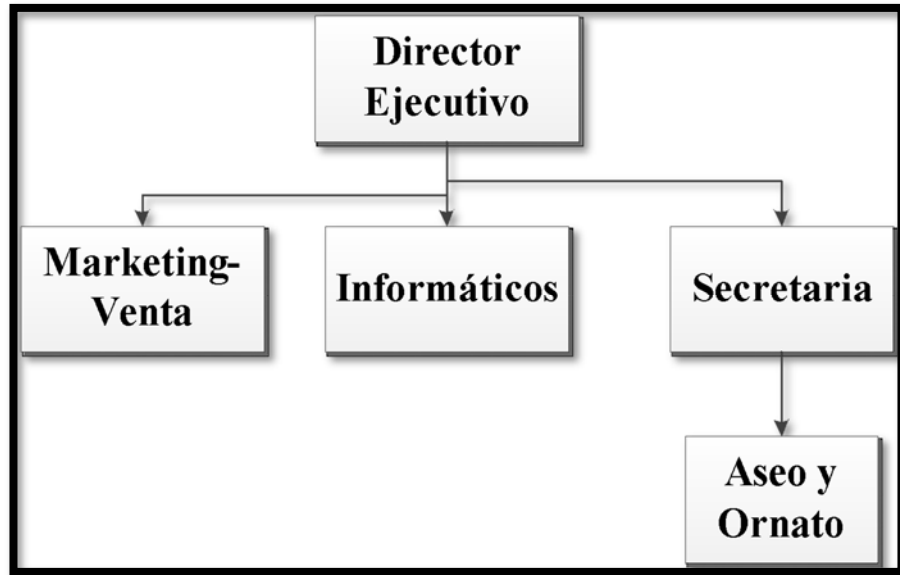 Director
Ejecutivo
Marketing-
Venta
Informáticos
Secretaria
Aseo y
Ornato